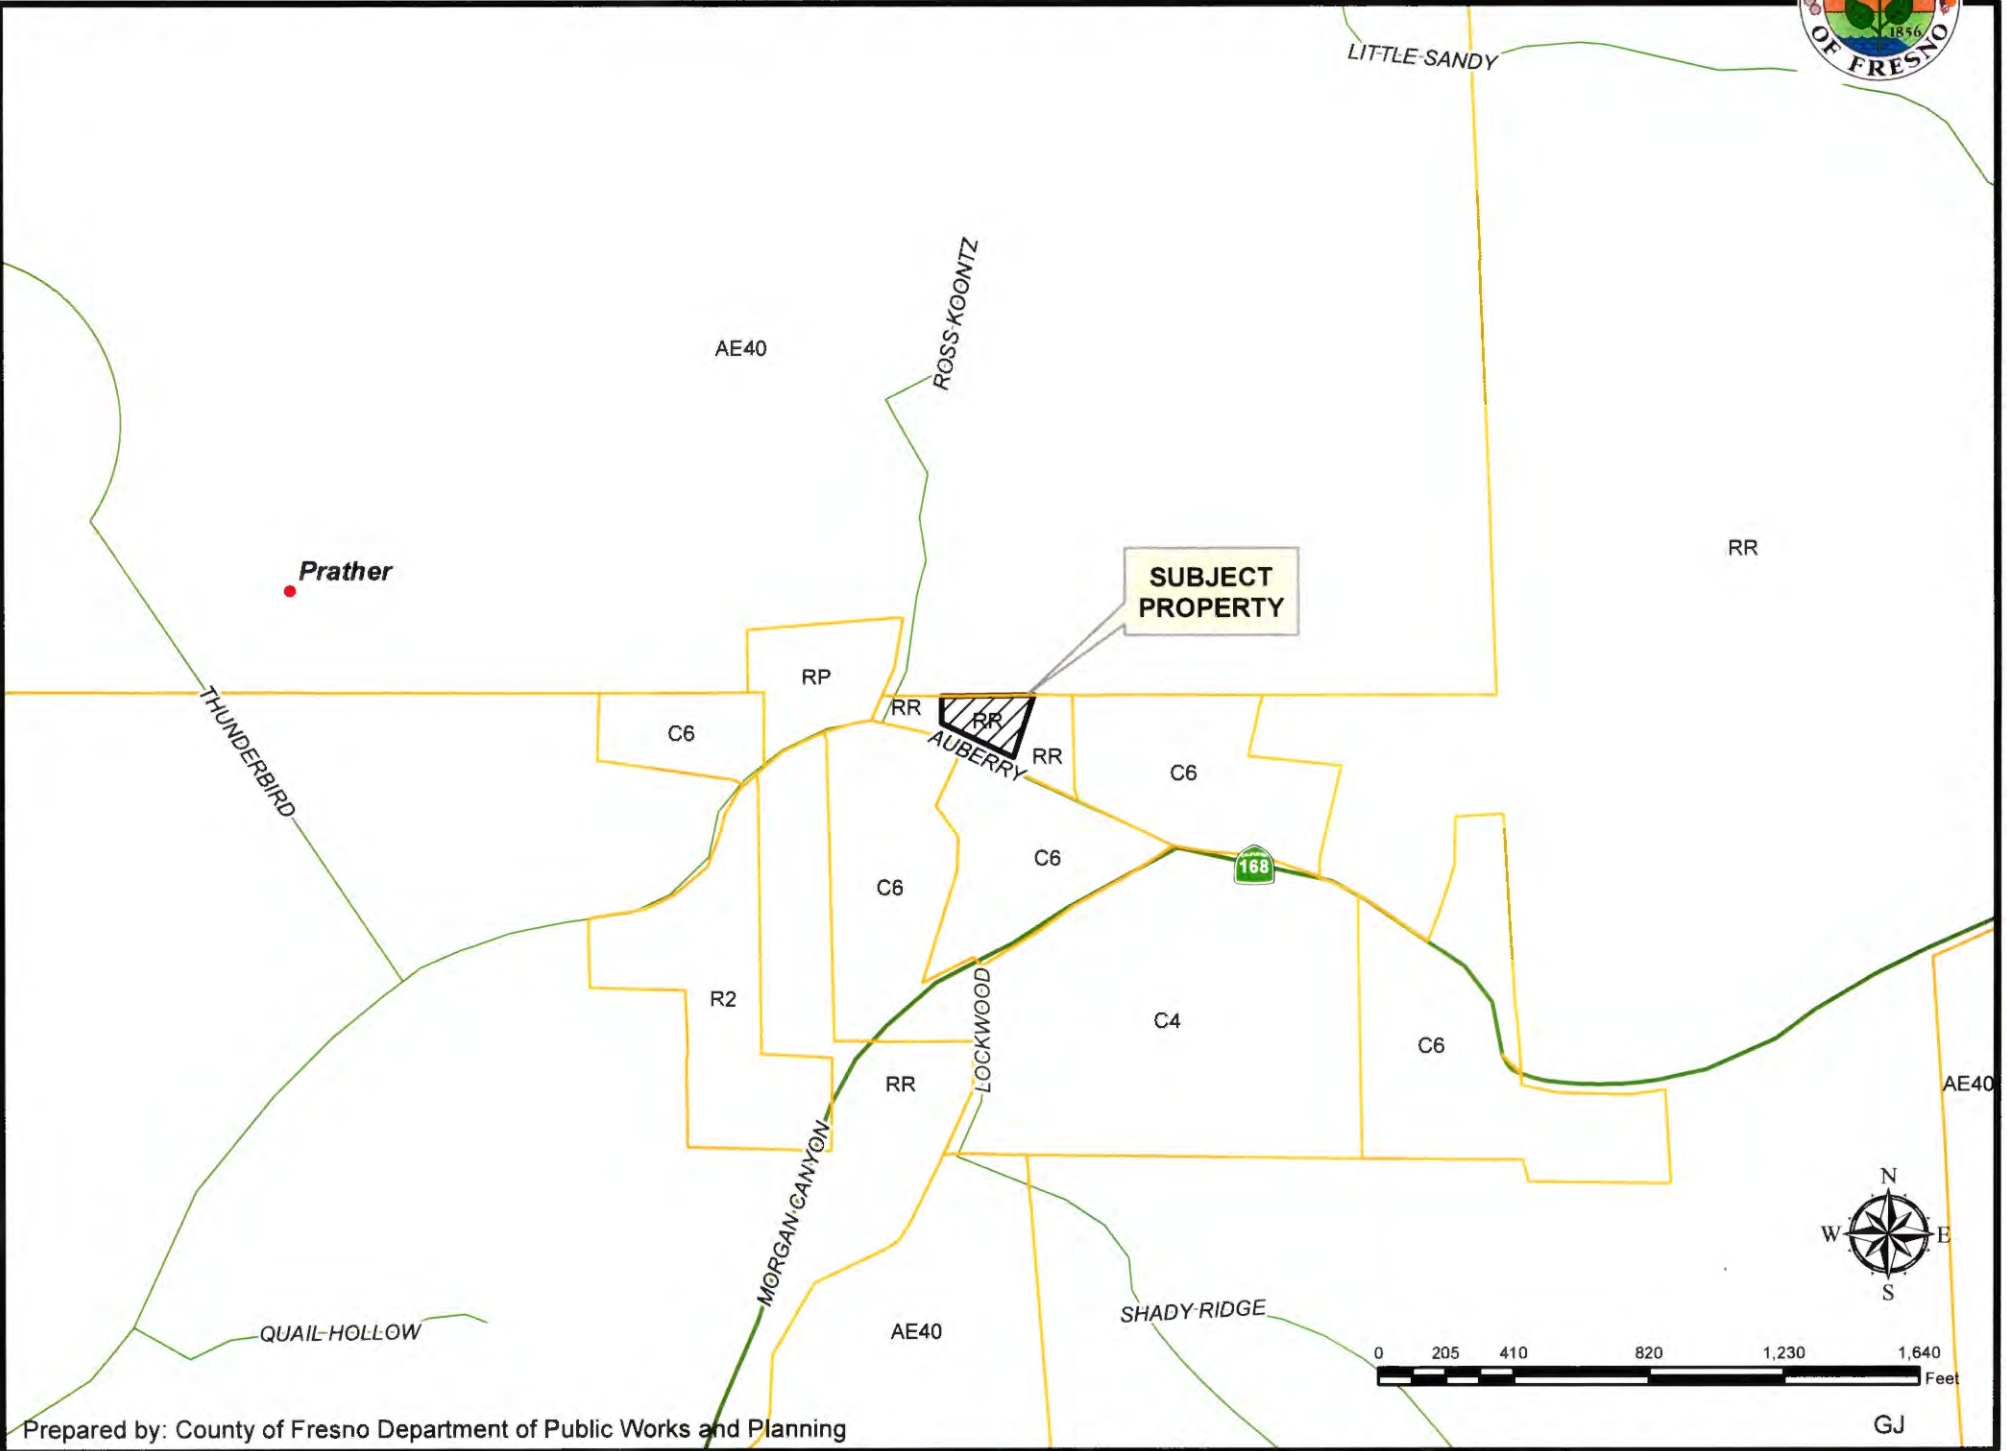 1856
OF FRESNO
LITTLE SANDY
ROSS KOONTZ
AE40
RR
Prather
SUBJECT
PROPERTY
RP
RR
RR
THUNDERBIRD
C6
AUBERRY
RR
C6
C6
168
C6
R2
LOCKWOOD
C4
C6
RR
AE40
MORGAN CANYON
N
W
E
S
SHADY RIDGE
QUAIL HOLLOW
AE40
0 205 410 820 1,230 1,640
Feet
Prepared by: County of Fresno Department of Public Works and Planning
GJ